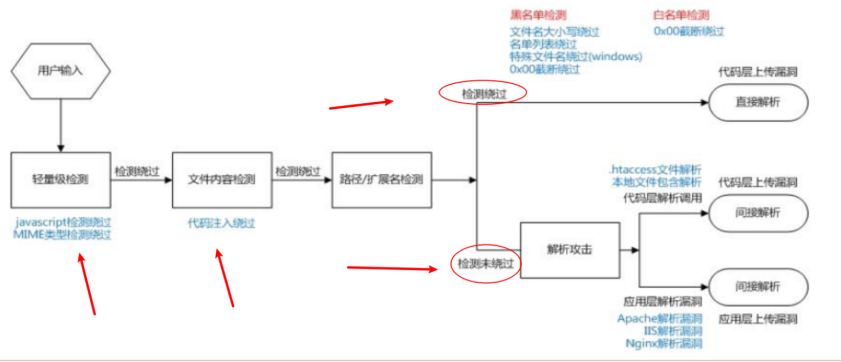 黑名单检测
文件名大小写绕过
名单列表绕过
特殊文件名绕过(windows)
0x00截断绕过
白名单检测
0x00截断绕过
用户输入
检测绕过
代码层上传漏洞
直接解析
轻量级检测
检测绕过
文件内容检测
检测绕过
路径/扩展名检测
javascript检测绕过
MIME类型检测绕过
代码注入绕过
.htaccess文件解析
本地文件包含解析
代码层解析调用
代码层上传漏洞
间接解析
检测未绕过
解析攻击
间接解析
应用层解析漏洞
Apache解析漏洞
IIS解析漏洞
Nginx解析漏洞
应用层上传漏洞